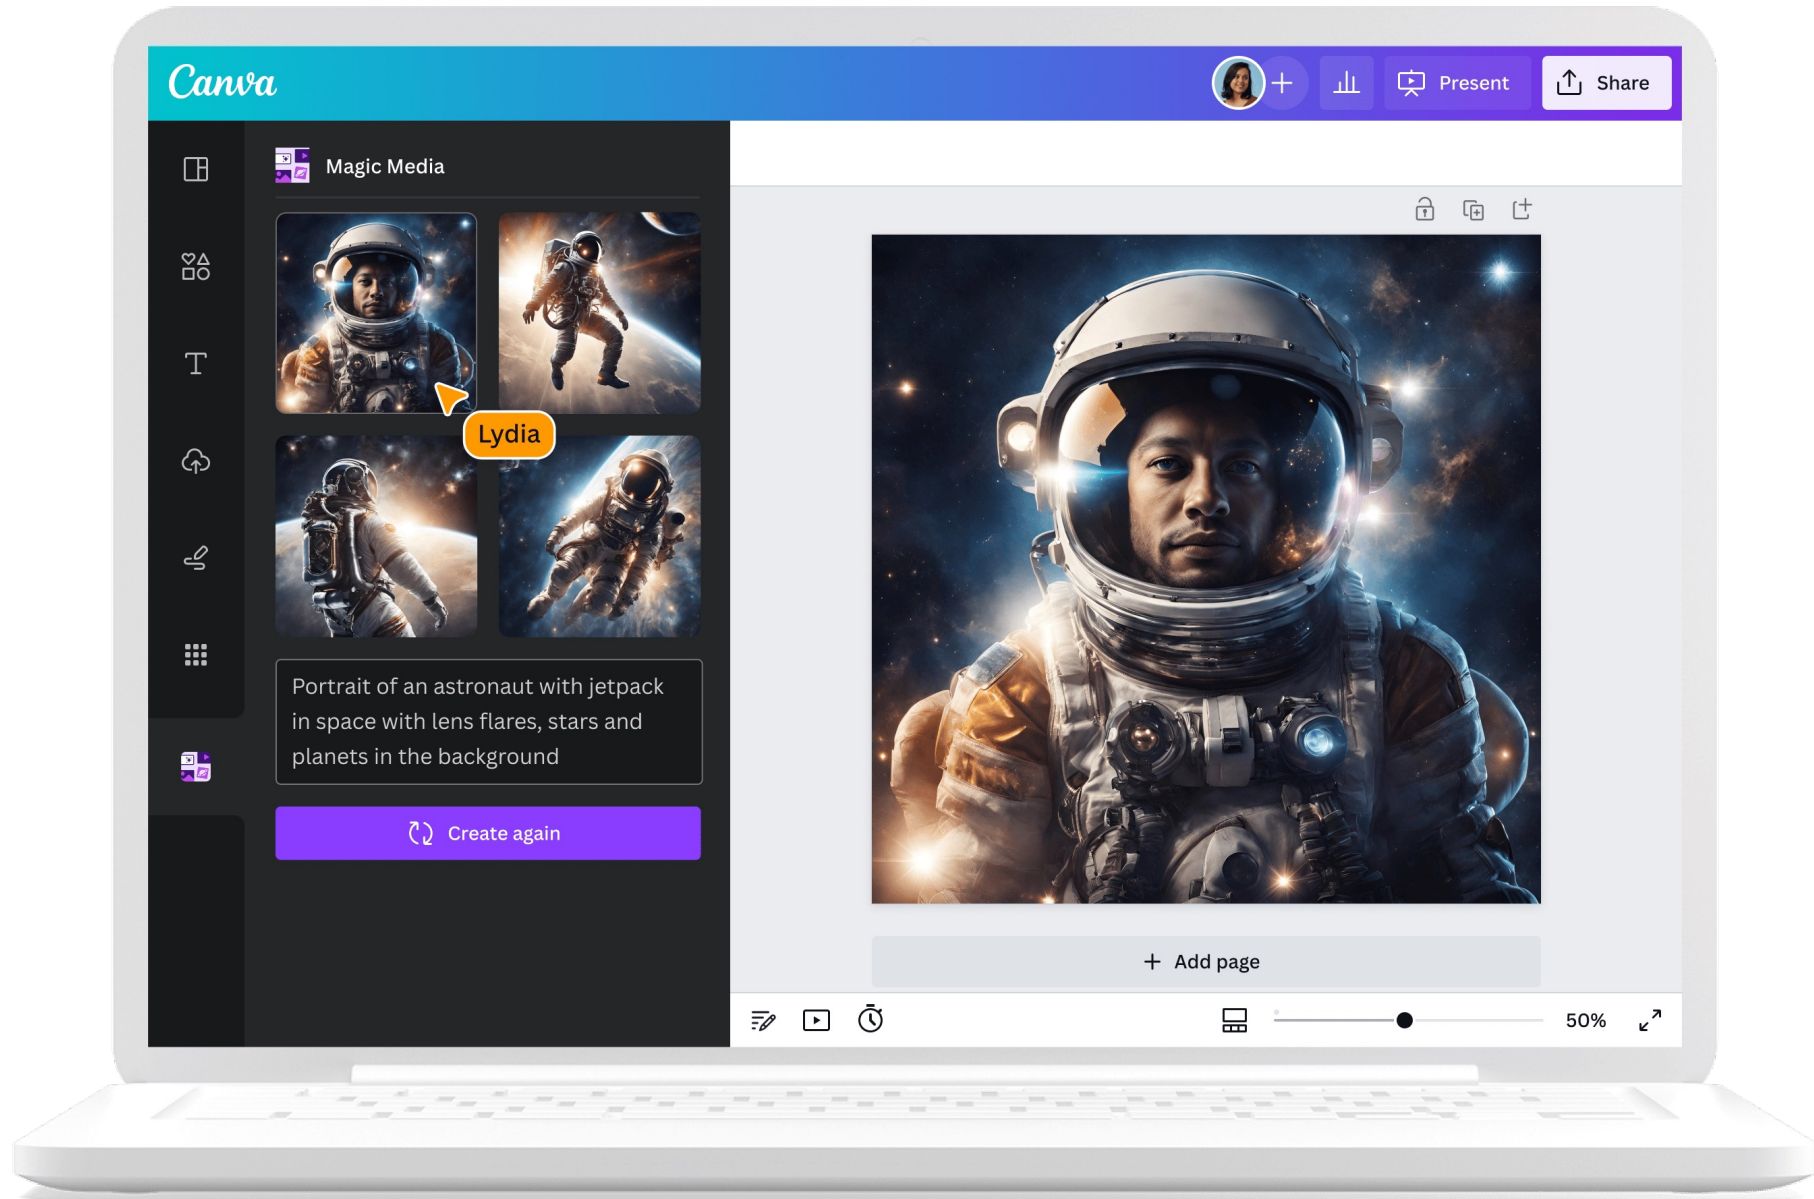 Canva
Present
Share
Magic Media
Lydia
Portrait of an astronaut with jetpack
in space with lens flares, stars and
planets in the background
Create again
Add page
50%